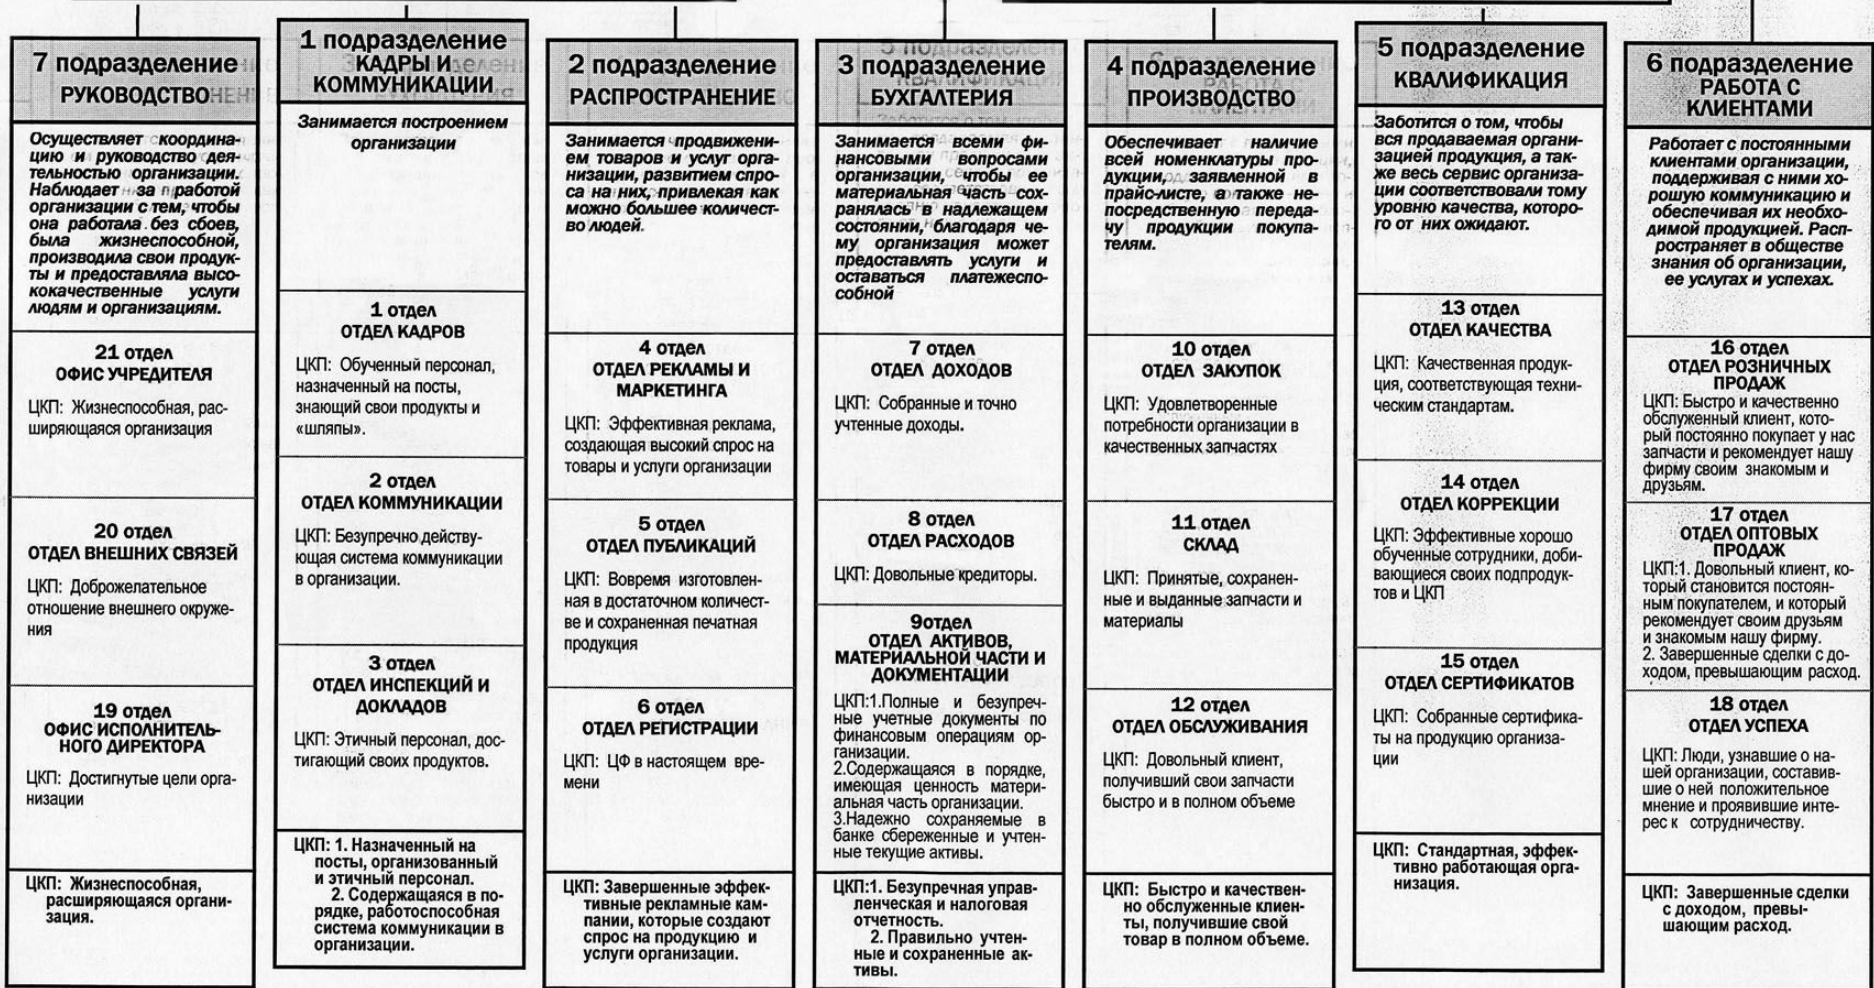 7 подразделение
РУКОВОДСТВО
Осуществляет координа-
цию и руководство дея-
тельностью организации.
Наблюдает за работой
организации с тем, чтобы
она работала без сбоев,
была жизнеспособной,
производила свои продук-
ты и предоставляла высо-
кокачественные услуги
людям и организациям.
21 отдел
ОФИС УЧРЕДИТЕЛЯ
ЦКП: Жизнеспособная, рас-
ширяющаяся организация
20 отдел
ОТДЕЛ ВНЕШНИХ СВЯЗЕЙ
ЦКП: Доброжелательное
отношение внешнего окруже-
ния
19 отдел
ОФИС ИСПОЛНИТЕЛЬ-
НОГО ДИРЕКТОРА
ЦКП: Достигнутые цели орга-
низации
ЦКП: Жизнеспособная,
расширяющаяся органи-
зация.
1 подразделение
КАДРЫ И
КОММУНИКАЦИИ
Занимается построением
организации
1 отдел
ОТДЕЛ КАДРОВ
ЦКП: Обученный персонал,
назначенный на посты,
знающий свои продукты и
«шляпы».
2 отдел
ОТДЕЛ КОММУНИКАЦИИ
ЦКП: Безупречно действу-
ющая система коммуникации
в организации.
3 отдел
ОТДЕЛ ИНСПЕКЦИЙ И
ДОКЛАДОВ
ЦКП: Этичный персонал, дос-
тигающий своих продуктов.
ЦКП: 1. Назначенный на
посты, организованный
и этичный персонал.
2. Содержащаяся в по-
рядке, работоспособная
система коммуникации в
организации.
2 подразделение
РАСПРОСТРАНЕНИЕ
Занимается продвижени-
ем товаров и услуг орга-
низации, развитием спро-
са на них, привлекая как
можно большее количест-
во людей.
4 отдел
ОТДЕЛ РЕКЛАМЫ И
МАРКЕТИНГА
ЦКП: Эффективная реклама,
создающая высокий спрос на
товары и услуги организации
5 отдел
ОТДЕЛ ПУБЛИКАЦИЙ
ЦКП: Вовремя изготовлен-
ная в достаточном количест-
ве и сохраненная печатная
продукция
6 отдел
ОТДЕЛ РЕГИСТРАЦИИ
ЦКП: ЦФ в настоящем вре-
мени
ЦКП: Завершенные эффек-
тивные рекламные кам-
пании, которые создают
спрос на продукцию и
услуги организации.
3 подразделение
БУХГАЛТЕРИЯ
Занимается всеми фи-
нансовыми вопросами
организации, чтобы ее
материальная часть сох-
ранялась в надлежащем
состоянии, благодаря че-
му организация может
предоставлять услуги и
оставаться платежеспо-
собной
7 отдел
ОТДЕЛ ДОХОДОВ
ЦКП: Собранные и точно
учтенные доходы.
8 отдел
ОТДЕЛ РАСХОДОВ
ЦКП: Довольные кредиторы.
9отдел
ОТДЕЛ АКТИВОВ,
МАТЕРИАЛЬНОЙ ЧАСТИ И
ДОКУМЕНТАЦИИ
ЦКП:1.Полные и безупреч-
ные учетные документы по
финансовым операциям ор-
ганизации.
2.Содержащаяся в порядке,
имеющая ценность матери-
альная часть организации.
3.Надежно сохраняемые в
банке сбереженные и учтен-
ные текущие активы.
ЦКП:1. Безупречная управ-
ленческая и налоговая
отчетность.
2. Правильно учтен-
ные и сохраненные ак-
тивы.
4 подразделение
ПРОИЗВОДСТВО
Обеспечивает наличие
всей номенклатуры про-
дукции, заявленной в
прайс-листе, а также не-
посредственную переда-
чу продукции покупа-
телям.
10 отдел
ОТДЕЛ ЗАКУПОК
ЦКП: Удовлетворенные
потребности организации в
качественных запчастях
11 отдел
СКЛАД
ЦКП: Принятые, сохранен-
ные и выданные запчасти и
материалы
12 отдел
ОТДЕЛ ОБСЛУЖИВАНИЯ
ЦКП: Довольный клиент,
получивший свои запчасти
быстро и в полном объеме
ЦКП: Быстро и качествен-
но обслуженные клиен-
ты, получившие свой
товар в полном объеме.
5 подразделение
КВАЛИФИКАЦИЯ
Заботится о том, чтобы
вся продаваемая органи-
зацией продукция, а так-
же весь сервис организа-
ции соответствовали тому
уровню качества, которо-
го от них ожидают.
13 отдел
ОТДЕЛ КАЧЕСТВА
ЦКП: Качественная продук-
ция, соответствующая техни-
ческим стандартам.
14 отдел
ОТДЕЛ КОРРЕКЦИИ
ЦКП: Эффективные хорошо
обученные сотрудники, доби-
вающиеся своих подпродук-
тов и ЦКП
15 отдел
ОТДЕЛ СЕРТИФИКАТОВ
ЦКП: Собранные сертифика-
ты на продукцию организа-
ции
ЦКП: Стандартная, эффек-
тивно работающая орга-
низация.
6 подразделение
РАБОТА С
КЛИЕНТАМИ
Работает с постоянными
клиентами организации,
поддерживая с ними хо-
рошую коммуникацию и
обеспечивая их необхо-
димой продукцией. Расп-
ространяет в обществе
знания об организации,
ее услугах и успехах.
16 отдел
ОТДЕЛ РОЗНИЧНЫХ
ПРОДАЖ
ЦКП: Быстро и качественно
обслуженный клиент, кото-
рый постоянно покупает у нас
запчасти и рекомендует нашу
фирму своим знакомым и
друзьям.
17 отдел
ОТДЕЛ ОПТОВЫХ
ПРОДАЖ
ЦКП:1. Довольный клиент, ко-
торый становится постоян-
ным покупателем, и который
рекомендует своим друзьям
и знакомым нашу фирму.
2. Завершенные сделки с до-
ходом, превышающим расход.
18 отдел
ОТДЕЛ УСПЕХА
ЦКП: Люди, узнавшие о на-
шей организации, составив-
шие о ней положительное
мнение и проявившие инте-
рес к сотрудничеству.
ЦКП: Завершенные сделки
с доходом, превы-
шающим расход.